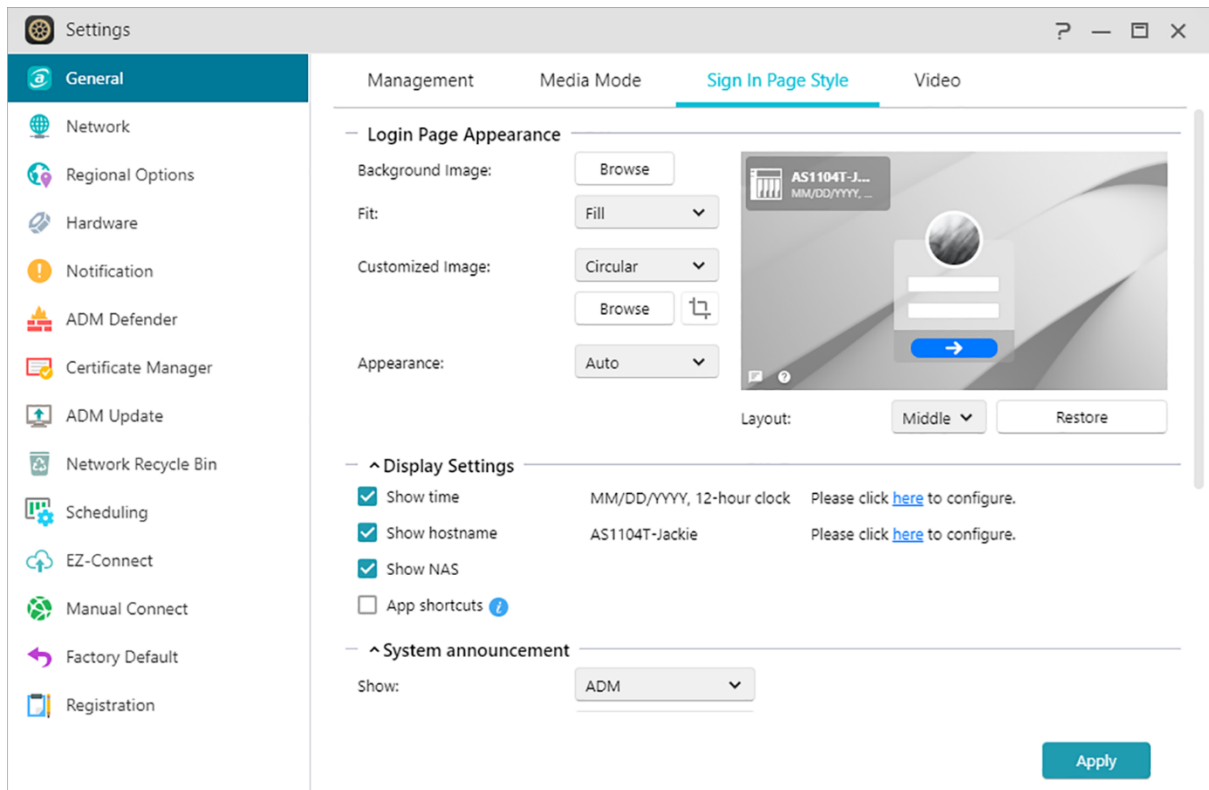 Settings
General
Network
Regional Options
Hardware
Notification
ADM Defender
Certificate Manager
ADM Update
Network Recycle Bin
Scheduling
EZ-Connect
Manual Connect
Factory Default
Registration
Management Media Mode Sign In Page Style Video
Login Page Appearance
Background Image: Browse
Fit: Fill
Customized Image: Circular
Browse
Appearance: Auto
AS1104T-J...
MM/DD/YYYY, ...
Layout: Middle Restore
Display Settings
Show time MM/DD/YYYY, 12-hour clock Please click here to configure.
Show hostname AS1104T-Jackie Please click here to configure.
Show NAS
App shortcuts
System announcement
Show: ADM
Apply